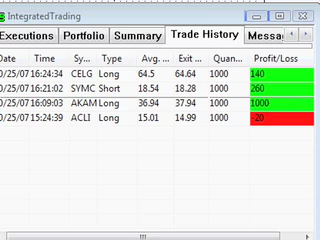 IntegratedTrading
Executions Portfolio Summary Trade History Messa
Date Time Sy... Type Avg. ... Exit ... Quan... Profit/Loss
0/25/07 16:24:34 CELG Long 64.5 64.64 1000 140
0/25/07 16:21:02 SYMC Short 18.54 18.28 1000 260
0/25/07 16:09:03 AKAM Long 36.94 37.94 1000 1000
0/25/07 15:24:39 ACLI Long 15.01 14.99 1000 -20